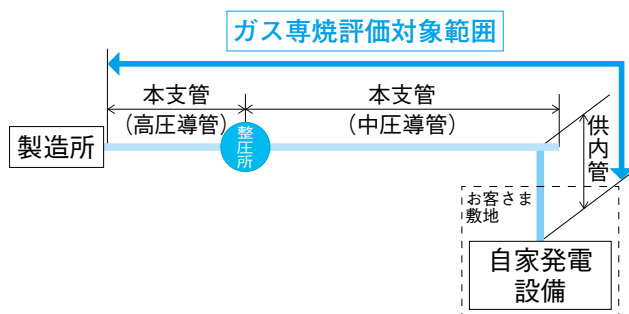 ガス専焼評価対象範囲
本支管
(高圧導管)
本支管
(中圧導管)
製造所
整圧所
供内管
お客さま
敷地
自家発電
設備